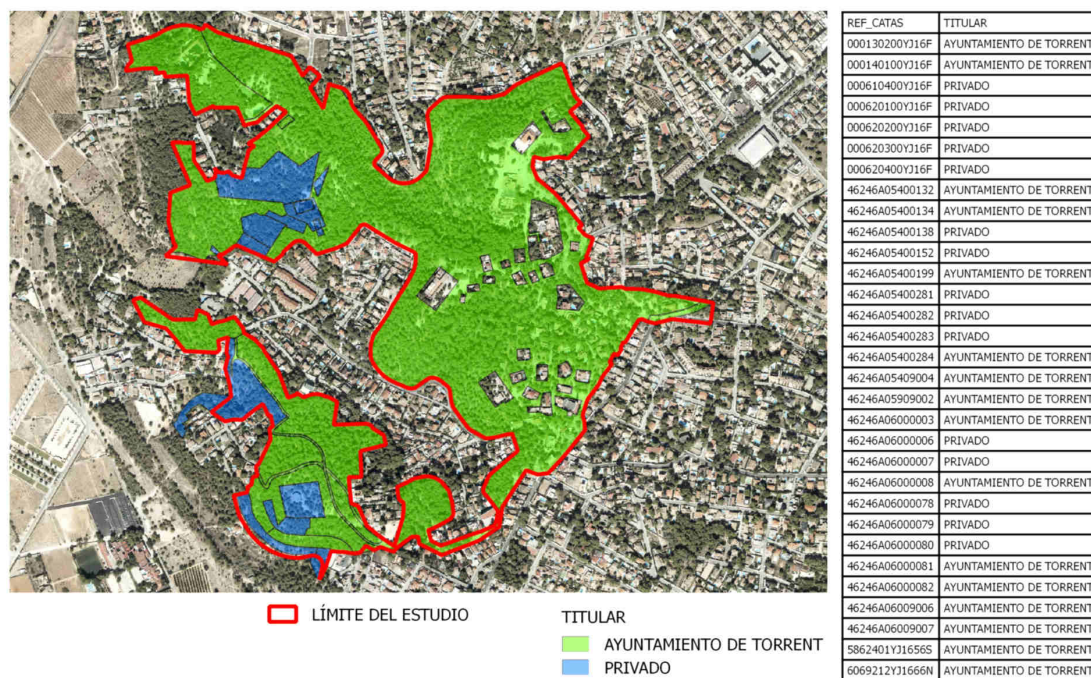 REF_CATAS TITULAR
000130200YJ16F AYUNTAMIENTO DE TORRENT
000140100YJ16F AYUNTAMIENTO DE TORRENT
000610400YJ16F PRIVADO
000620100YJ16F PRIVADO
000620200YJ16F PRIVADO
000620300YJ16F PRIVADO
000620400YJ16F PRIVADO
46246A05400132 AYUNTAMIENTO DE TORRENT
46246A05400134 AYUNTAMIENTO DE TORRENT
46246A05400138 PRIVADO
46246A05400152 PRIVADO
46246A05400199 AYUNTAMIENTO DE TORRENT
46246A05400281 PRIVADO
46246A05400282 PRIVADO
46246A05400283 PRIVADO
46246A05400284 AYUNTAMIENTO DE TORRENT
46246A05409004 AYUNTAMIENTO DE TORRENT
46246A05909002 AYUNTAMIENTO DE TORRENT
46246A06000003 AYUNTAMIENTO DE TORRENT
46246A06000006 PRIVADO
46246A06000007 PRIVADO
46246A06000008 AYUNTAMIENTO DE TORRENT
46246A06000078 PRIVADO
46246A06000079 PRIVADO
46246A06000080 PRIVADO
46246A06000081 AYUNTAMIENTO DE TORRENT
46246A06000082 AYUNTAMIENTO DE TORRENT
46246A06009006 AYUNTAMIENTO DE TORRENT
46246A06009007 AYUNTAMIENTO DE TORRENT
5862401YJ1656S AYUNTAMIENTO DE TORRENT
6069212YJ1666N AYUNTAMIENTO DE TORRENT
LÍMITE DEL ESTUDIO
TITULAR
AYUNTAMIENTO DE TORRENT
PRIVADO